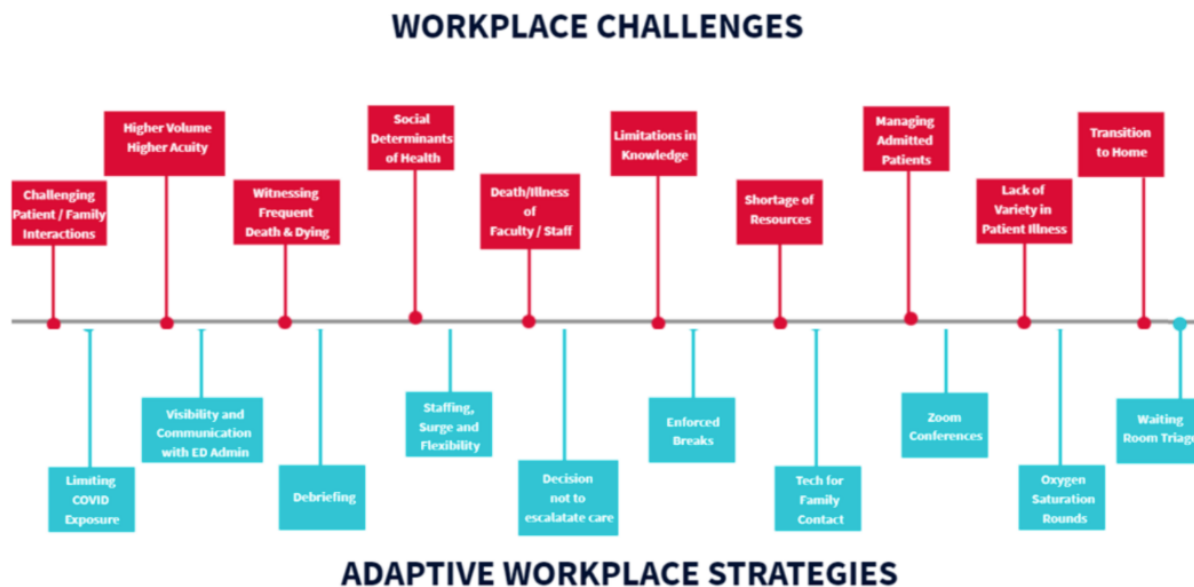 WORKPLACE CHALLENGES
Challenging
Patient / Family
Interactions
Higher Volume
Higher Acuity
Witnessing
Frequent
Death & Dying
Social
Determinants
of Health
Death/Illness
of
Faculty / Staff
Limitations in
Knowledge
Shortage of
Resources
Managing
Admitted
Patients
Lack of
Variety in
Patient Illness
Transition
to Home
Limiting
COVID
Exposure
Visibility and
Communication
with ED Admin
Debriefing
Staffing,
Surge and
Flexibility
Decision
not to
escalatate care
Enforced
Breaks
Tech for
Family
Contact
Zoom
Conferences
Oxygen
Saturation
Rounds
Waiting
Room Triage
ADAPTIVE WORKPLACE STRATEGIES